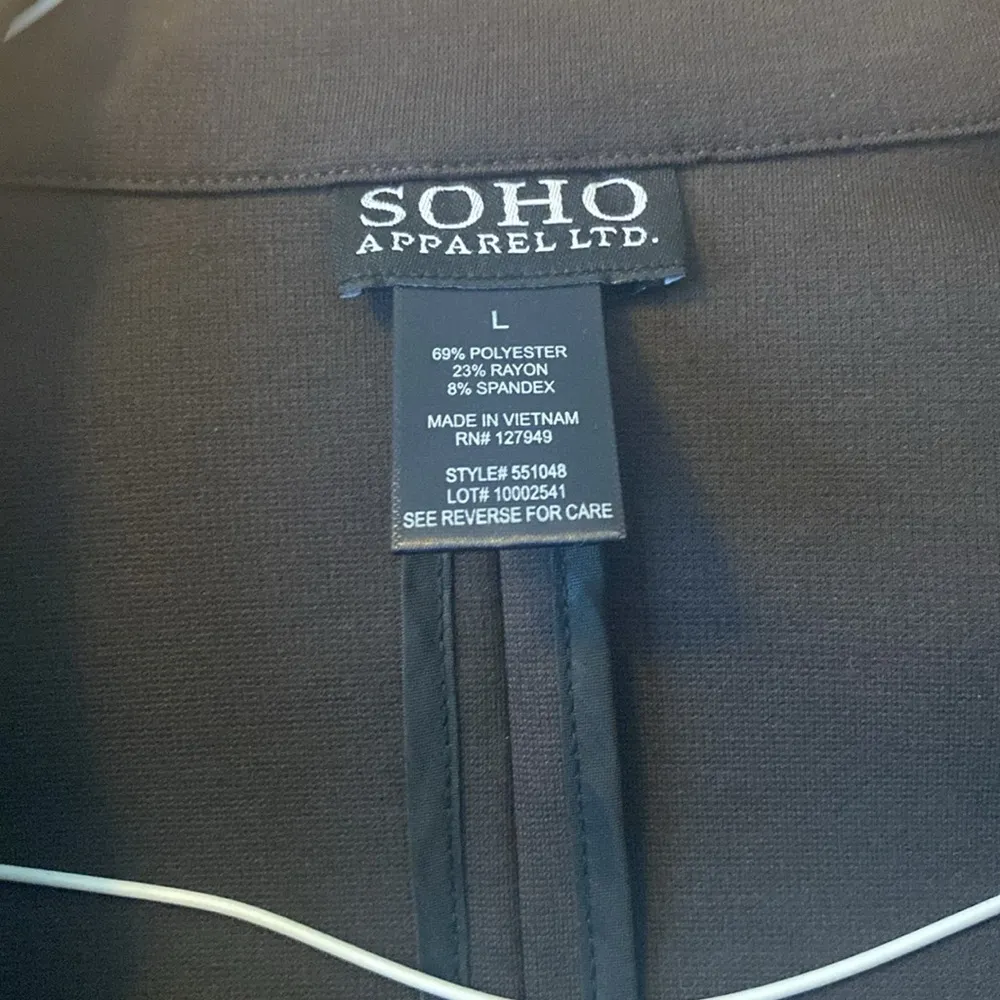 SOHO
APPAREL LTD.
L
69% POLYESTER
23% RAYON
8% SPANDEX
MADE IN VIETNAM
RN# 127949
STYLE# 551048
LOT# 10002541
SEE REVERSE FOR CARE